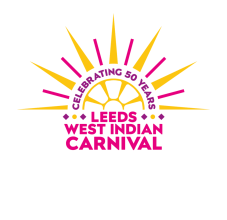 CELEBRATING 50 YEARS
LEEDS
WEST INDIAN
CARNIVAL